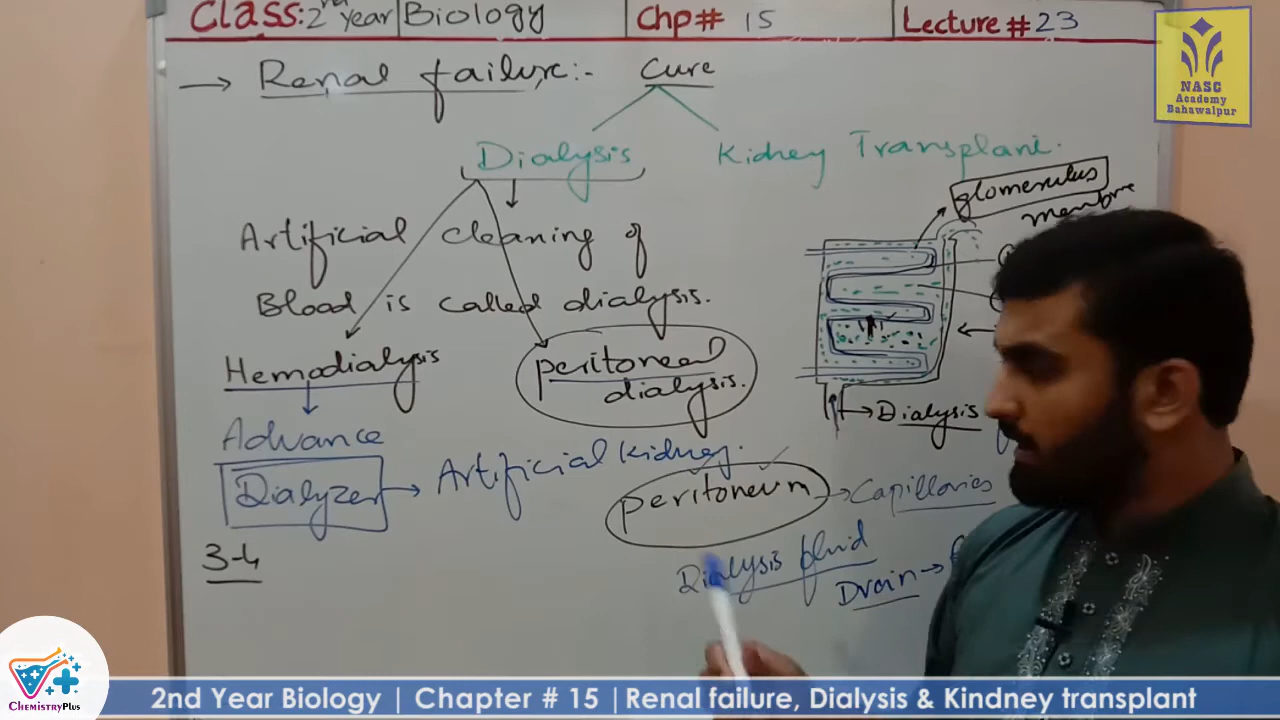 Class: 2nd Year Biology Chp # 15 Lecture # 23
NASC
Academy
Bahawalpur
→ Renal failure:- Cure
Dialysis Kidney Transplant.
glomerulus
membrne
Artificial cleaning of
Blood is called dialysis.
Hemodialysis
peritoneal
dialysis.
→ Dialysis
Advance
Dialyzer → Artificial kidney.
peritoneum → Capillaries
3-4
Dialysis fluid
Drain →
ChemistryPlus
2nd Year Biology | Chapter # 15 | Renal failure, Dialysis & Kindney transplant